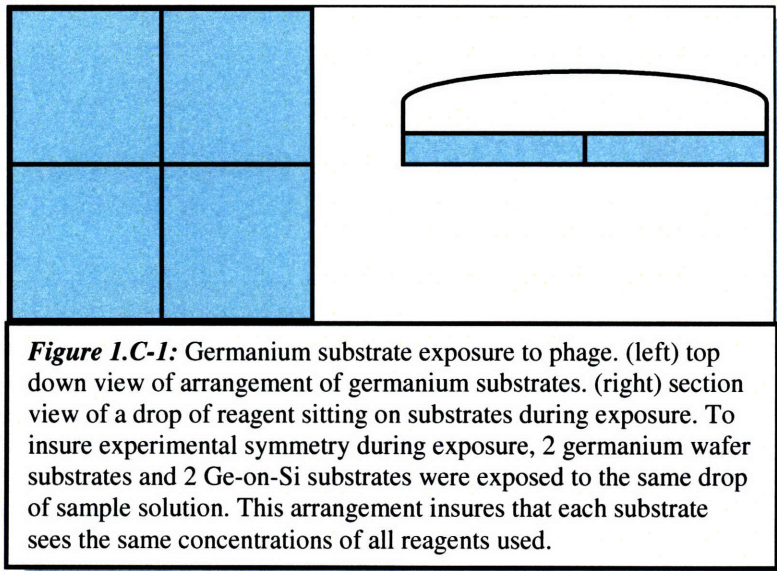 Figure 1.C-1: Germanium substrate exposure to phage. (left) top
down view of arrangement of germanium substrates. (right) section
view of a drop of reagent sitting on substrates during exposure. To
insure experimental symmetry during exposure, 2 germanium wafer
substrates and 2 Ge-on-Si substrates were exposed to the same drop
of sample solution. This arrangement insures that each substrate
sees the same concentrations of all reagents used.